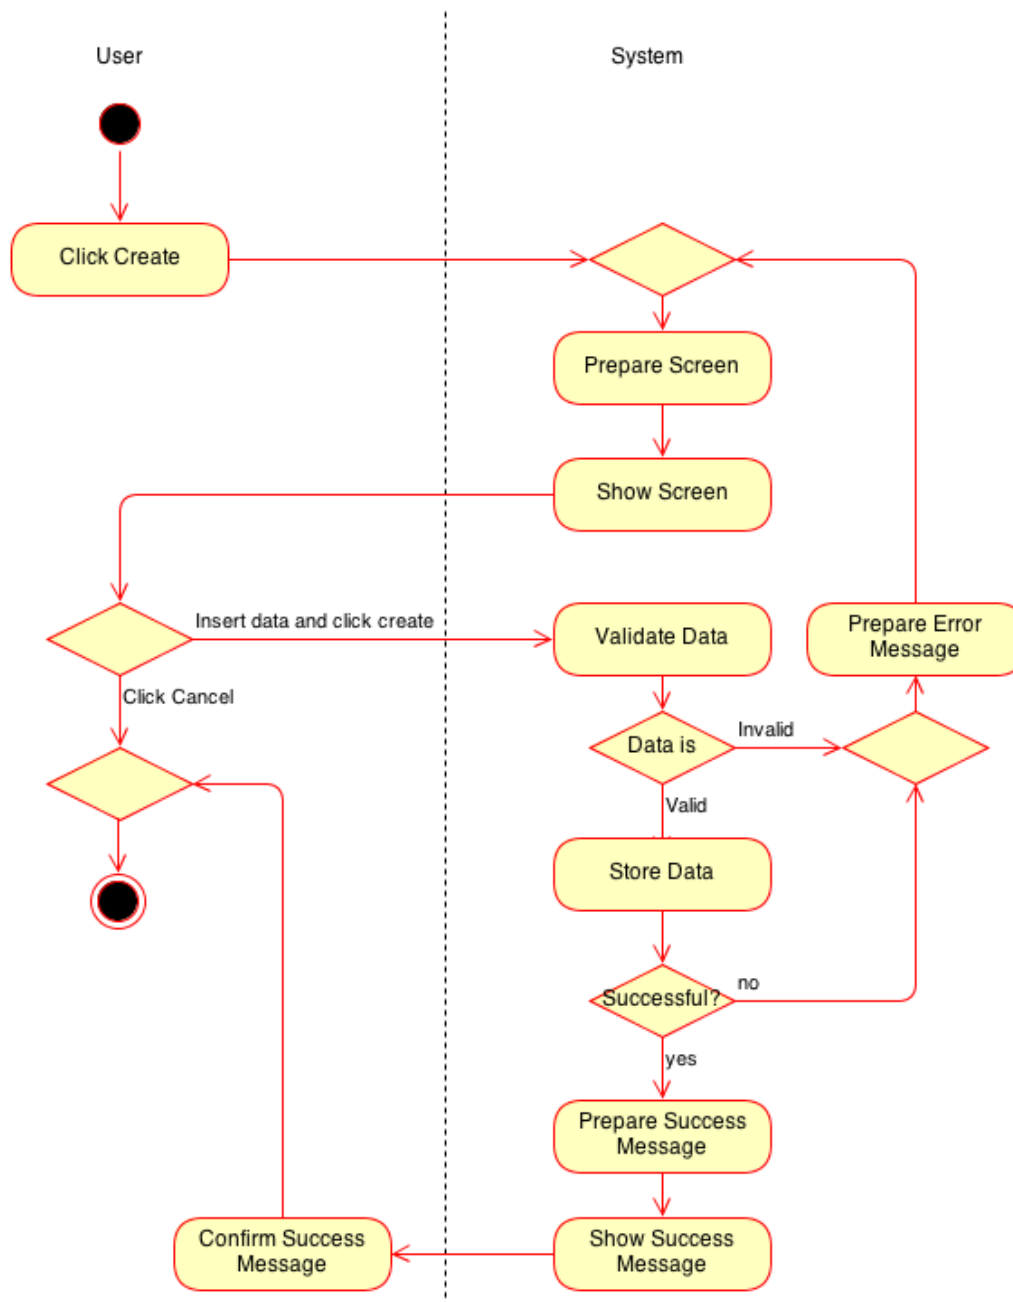 User
System
Click Create
Prepare Screen
Show Screen
Insert data and click create
Validate Data
Prepare Error
Message
Click Cancel
Data is
Invalid
Valid
Store Data
Successful?
no
yes
Prepare Success
Message
Confirm Success
Message
Show Success
Message